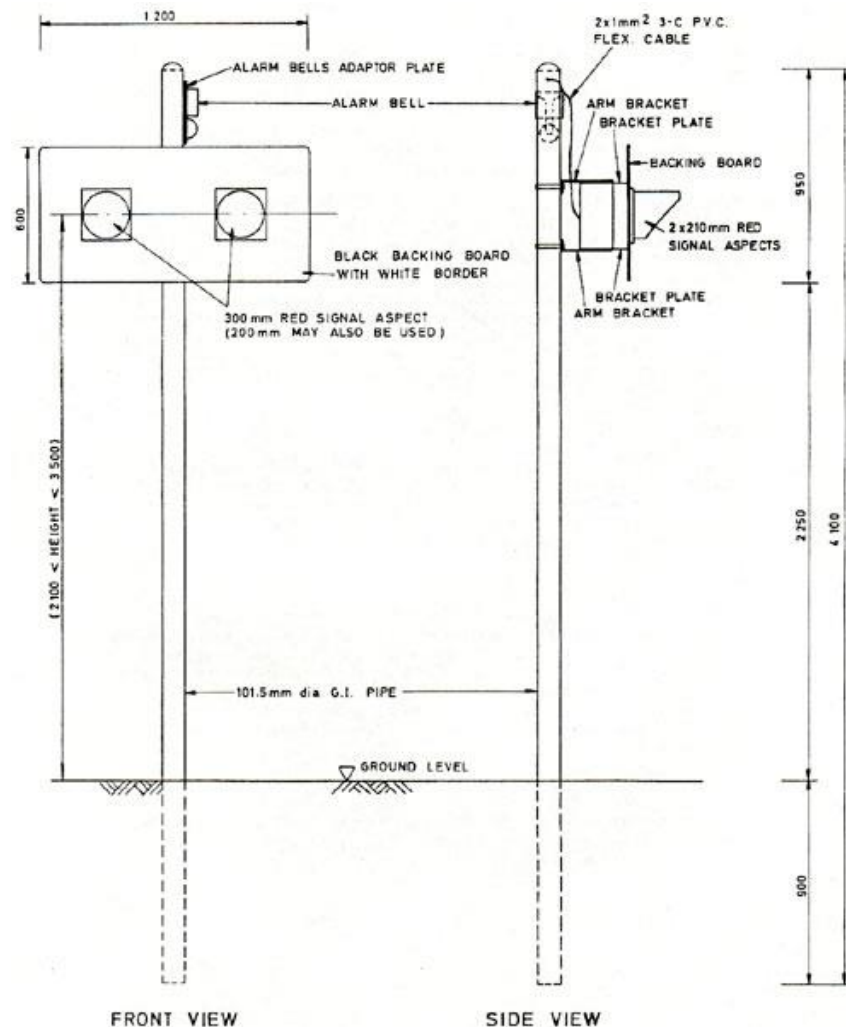 1 200
2x1mm² 3-C P.V.C.
FLEX. CABLE
ALARM BELLS ADAPTOR PLATE
ALARM BELL
ARM BRACKET
BRACKET PLATE
BACKING BOARD
950
600
2x210mm RED
SIGNAL ASPECTS
BLACK BACKING BOARD
WITH WHITE BORDER
BRACKET PLATE
ARM BRACKET
300mm RED SIGNAL ASPECT
(200mm MAY ALSO BE USED)
(2100 < HEIGHT < 3500)
2250
4 100
101.5mm dia G.I. PIPE
GROUND LEVEL
900
FRONT VIEW
SIDE VIEW